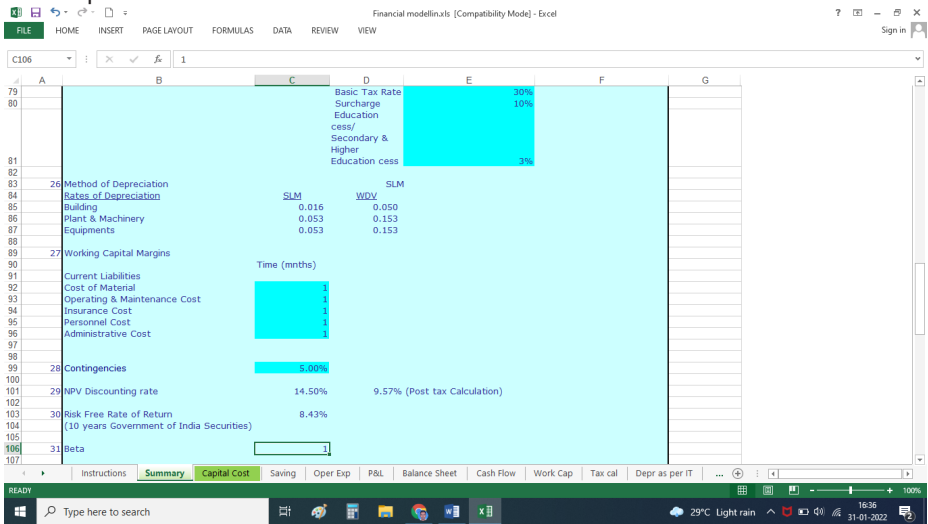 Financial modellin.xls [Compatibility Mode] - Excel
FILE HOME INSERT PAGE LAYOUT FORMULAS DATA REVIEW VIEW Sign in
C106 fx 1
A B C D E F G
79 Basic Tax Rate 30%
80 Surcharge 10%
Education
cess/
Secondary &
Higher
81 Education cess 3%
82
83 26 Method of Depreciation SLM
84 Rates of Depreciation SLM WDV
85 Building 0.016 0.050
86 Plant & Machinery 0.053 0.153
87 Equipments 0.053 0.153
88
89 27 Working Capital Margins
90 Time (mnths)
91 Current Liabilities
92 Cost of Material 1
93 Operating & Maintenance Cost 1
94 Insurance Cost 1
95 Personnel Cost 1
96 Administrative Cost 1
97
98
99 28 Contingencies 5.00%
100
101 29 NPV Discounting rate 14.50% 9.57% (Post tax Calculation)
102
103 30 Risk Free Rate of Return 8.43%
104 (10 years Government of India Securities)
105
106 31 Beta 1
107
Instructions Summary Capital Cost Saving Oper Exp P&L Balance Sheet Cash Flow Work Cap Tax cal Depr as per IT ...
READY 100%
Type here to search 29°C Light rain 16:36
31-01-2022 2